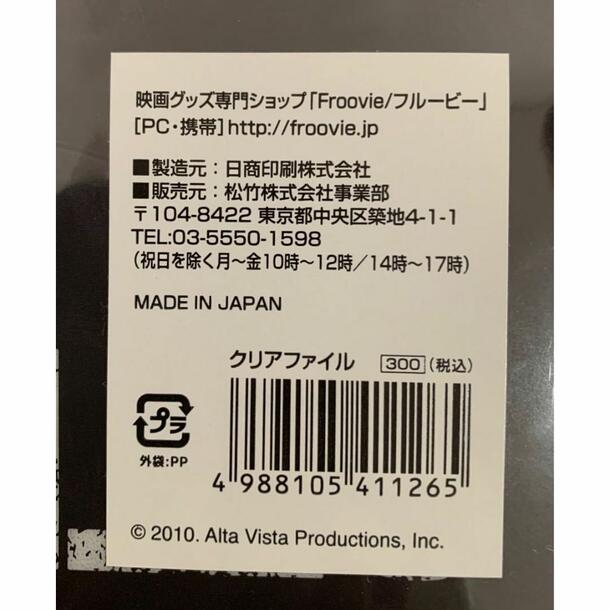 映画グッズ専門ショップ「Froovie/フルービー」
[PC・携帯]http://froovie.jp
■製造元：日商印刷株式会社
■販売元：松竹株式会社事業部
〒104-8422 東京都中央区築地4-1-1
TEL:03-5550-1598
(祝日を除く月〜金10時〜12時／14時〜17時)
MADE IN JAPAN
クリアファイル 300 (税込)
プラ
外袋:PP
4 988105 411265
© 2010. Alta Vista Productions, Inc.